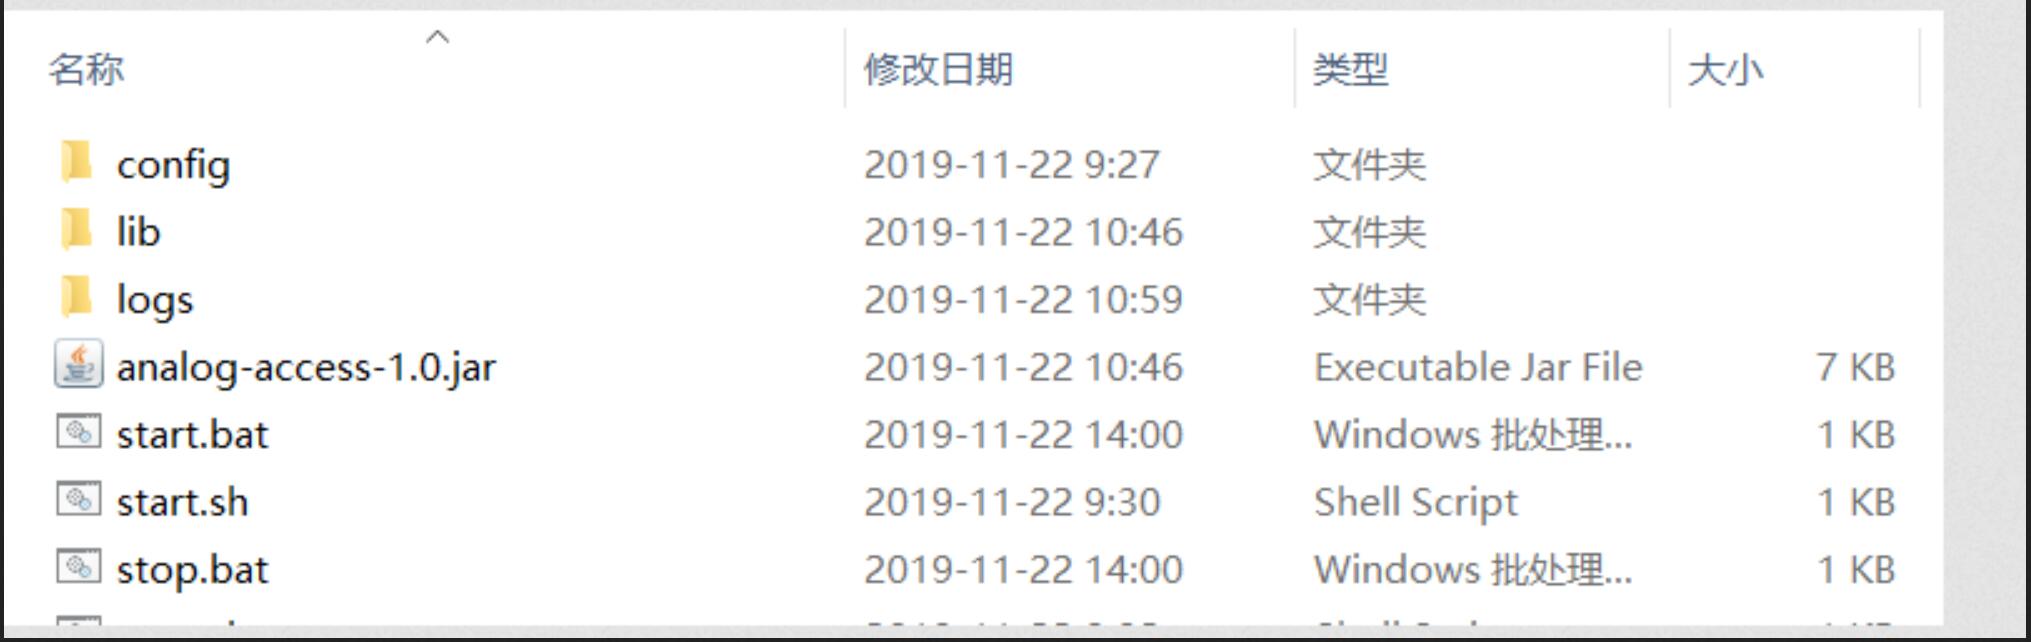 名称 修改日期 类型 大小
config 2019-11-22 9:27 文件夹
lib 2019-11-22 10:46 文件夹
logs 2019-11-22 10:59 文件夹
analog-access-1.0.jar 2019-11-22 10:46 Executable Jar File 7 KB
start.bat 2019-11-22 14:00 Windows 批处理... 1 KB
start.sh 2019-11-22 9:30 Shell Script 1 KB
stop.bat 2019-11-22 14:00 Windows 批处理... 1 KB